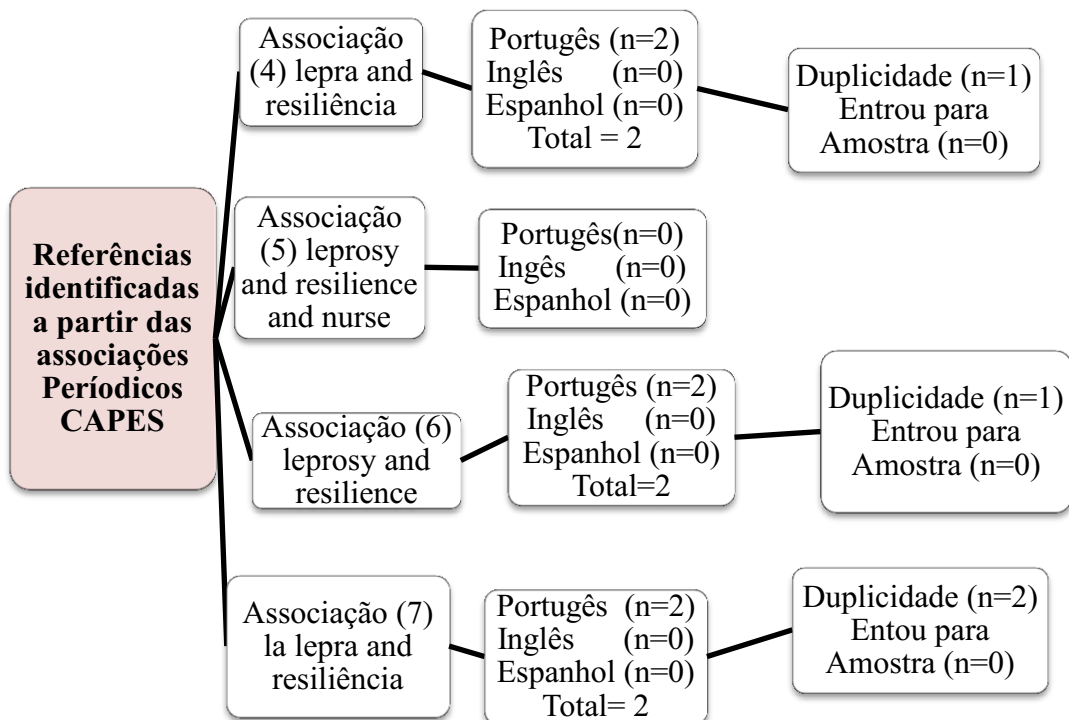 Referências
identificadas
a partir das
associações
Períodicos
CAPES
Associação
(4) lepra and
resiliência
Portugês (n=2)
Inglês (n=0)
Espanhol (n=0)
Total = 2
Duplicidade (n=1)
Entrou para
Amostra (n=0)
Associação
(5) leprosy
and resilience
and nurse
Portugês(n=0)
Ingês (n=0)
Espanhol (n=0)
Associação (6)
leprosy and
resilience
Portugês (n=2)
Inglês (n=0)
Espanhol (n=0)
Total=2
Duplicidade (n=1)
Entrou para
Amostra (n=0)
Associação (7)
la lepra and
resiliência
Portugês (n=2)
Inglês (n=0)
Espanhol (n=0)
Total= 2
Duplicidade (n=2)
Entou para
Amostra (n=0)